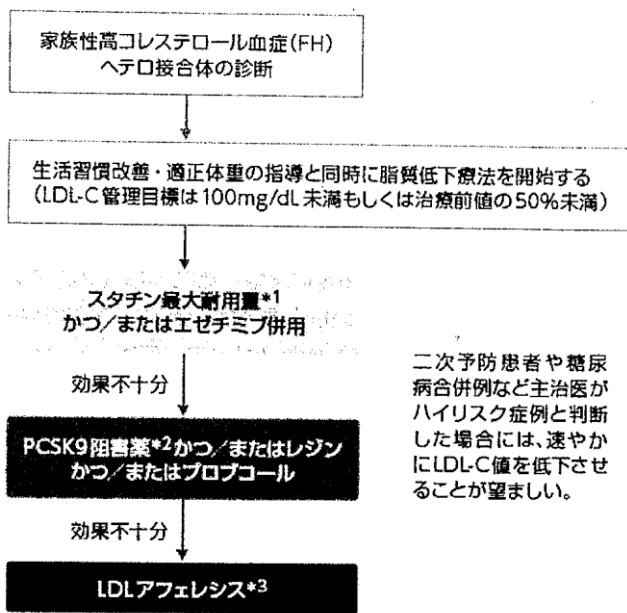 家族性高コレステロール血症(FH)
ヘテロ接合体の診断
生活習慣改善・適正体重の指導と同時に脂質低下療法を開始する
(LDL-C管理目標は100mg/dL未満もしくは治療前値の50%未満)
スタチン最大耐用量*1
かつ/またはエゼチミブ併用
効果不十分
PCSK9阻害薬*2かつ/またはレジン
かつ/またはプロブコール
効果不十分
LDLアフェレシス*3
二次予防患者や糖尿
病合併例など主治医が
ハイリスク症例と判断
した場合には、速やか
にLDL-C値を低下させ
ることが望ましい。